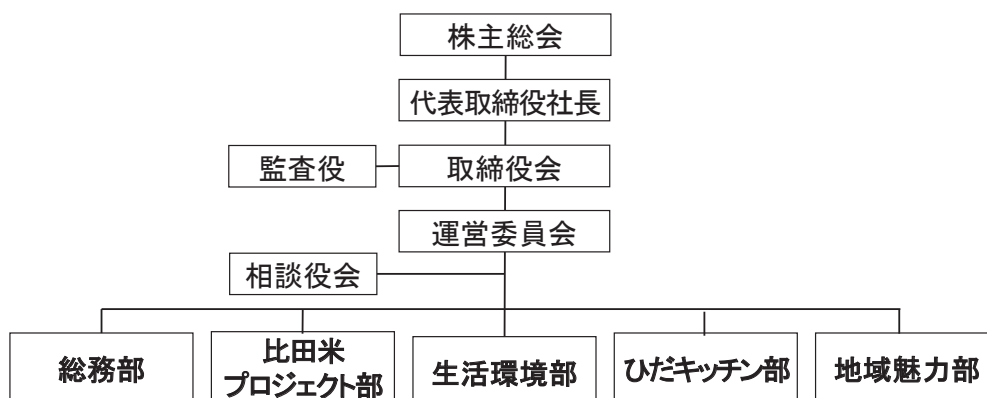 株主総会
代表取締役社長
監査役
取締役会
運営委員会
相談役会
総務部
比田米
プロジェクト部
生活環境部
ひだキッチン部
地域魅力部